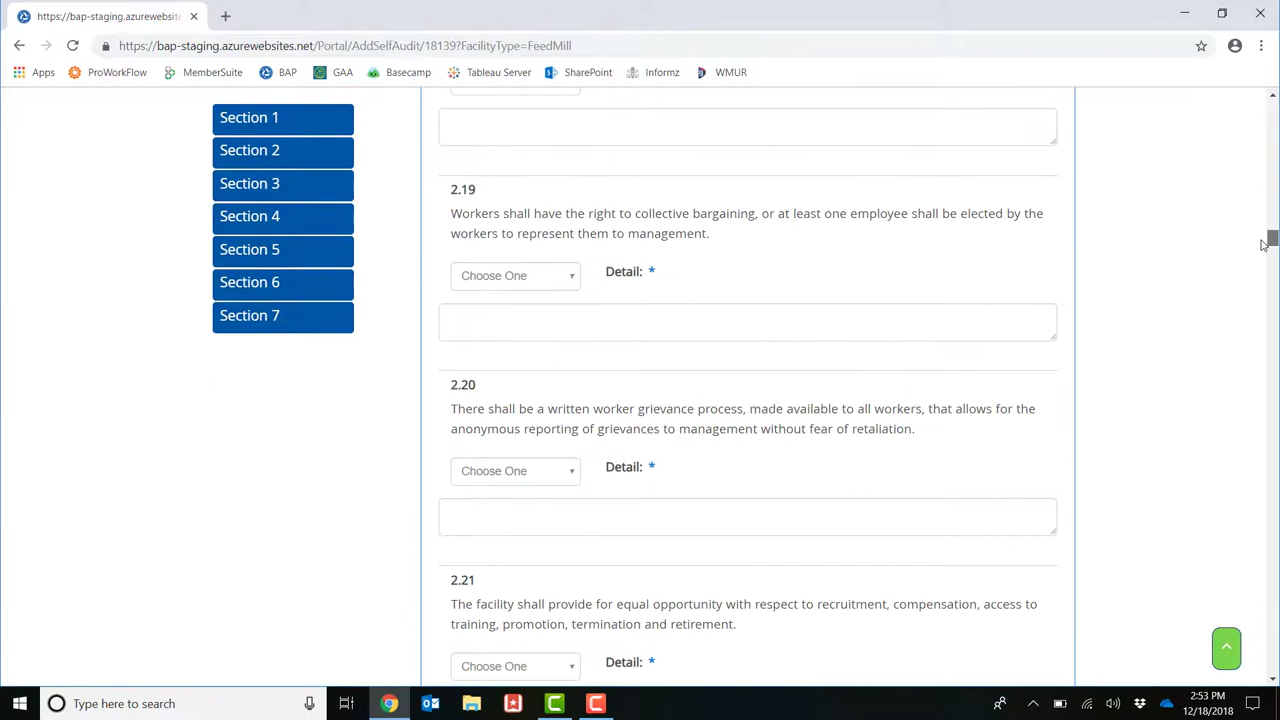 https://bap-staging.azurewebsit
https://bap-staging.azurewebsites.net/Portal/AddSelfAudit/18139?FacilityType=FeedMill
Apps ProWorkFlow MemberSuite BAP GAA Basecamp Tableau Server SharePoint Informz WMUR
Section 1
Section 2
Section 3
Section 4
Section 5
Section 6
Section 7
2.19
Workers shall have the right to collective bargaining, or at least one employee shall be elected by the
workers to represent them to management.
Choose One Detail: *
2.20
There shall be a written worker grievance process, made available to all workers, that allows for the
anonymous reporting of grievances to management without fear of retaliation.
Choose One Detail: *
2.21
The facility shall provide for equal opportunity with respect to recruitment, compensation, access to
training, promotion, termination and retirement.
Choose One Detail: *
Type here to search
2:53 PM
12/18/2018